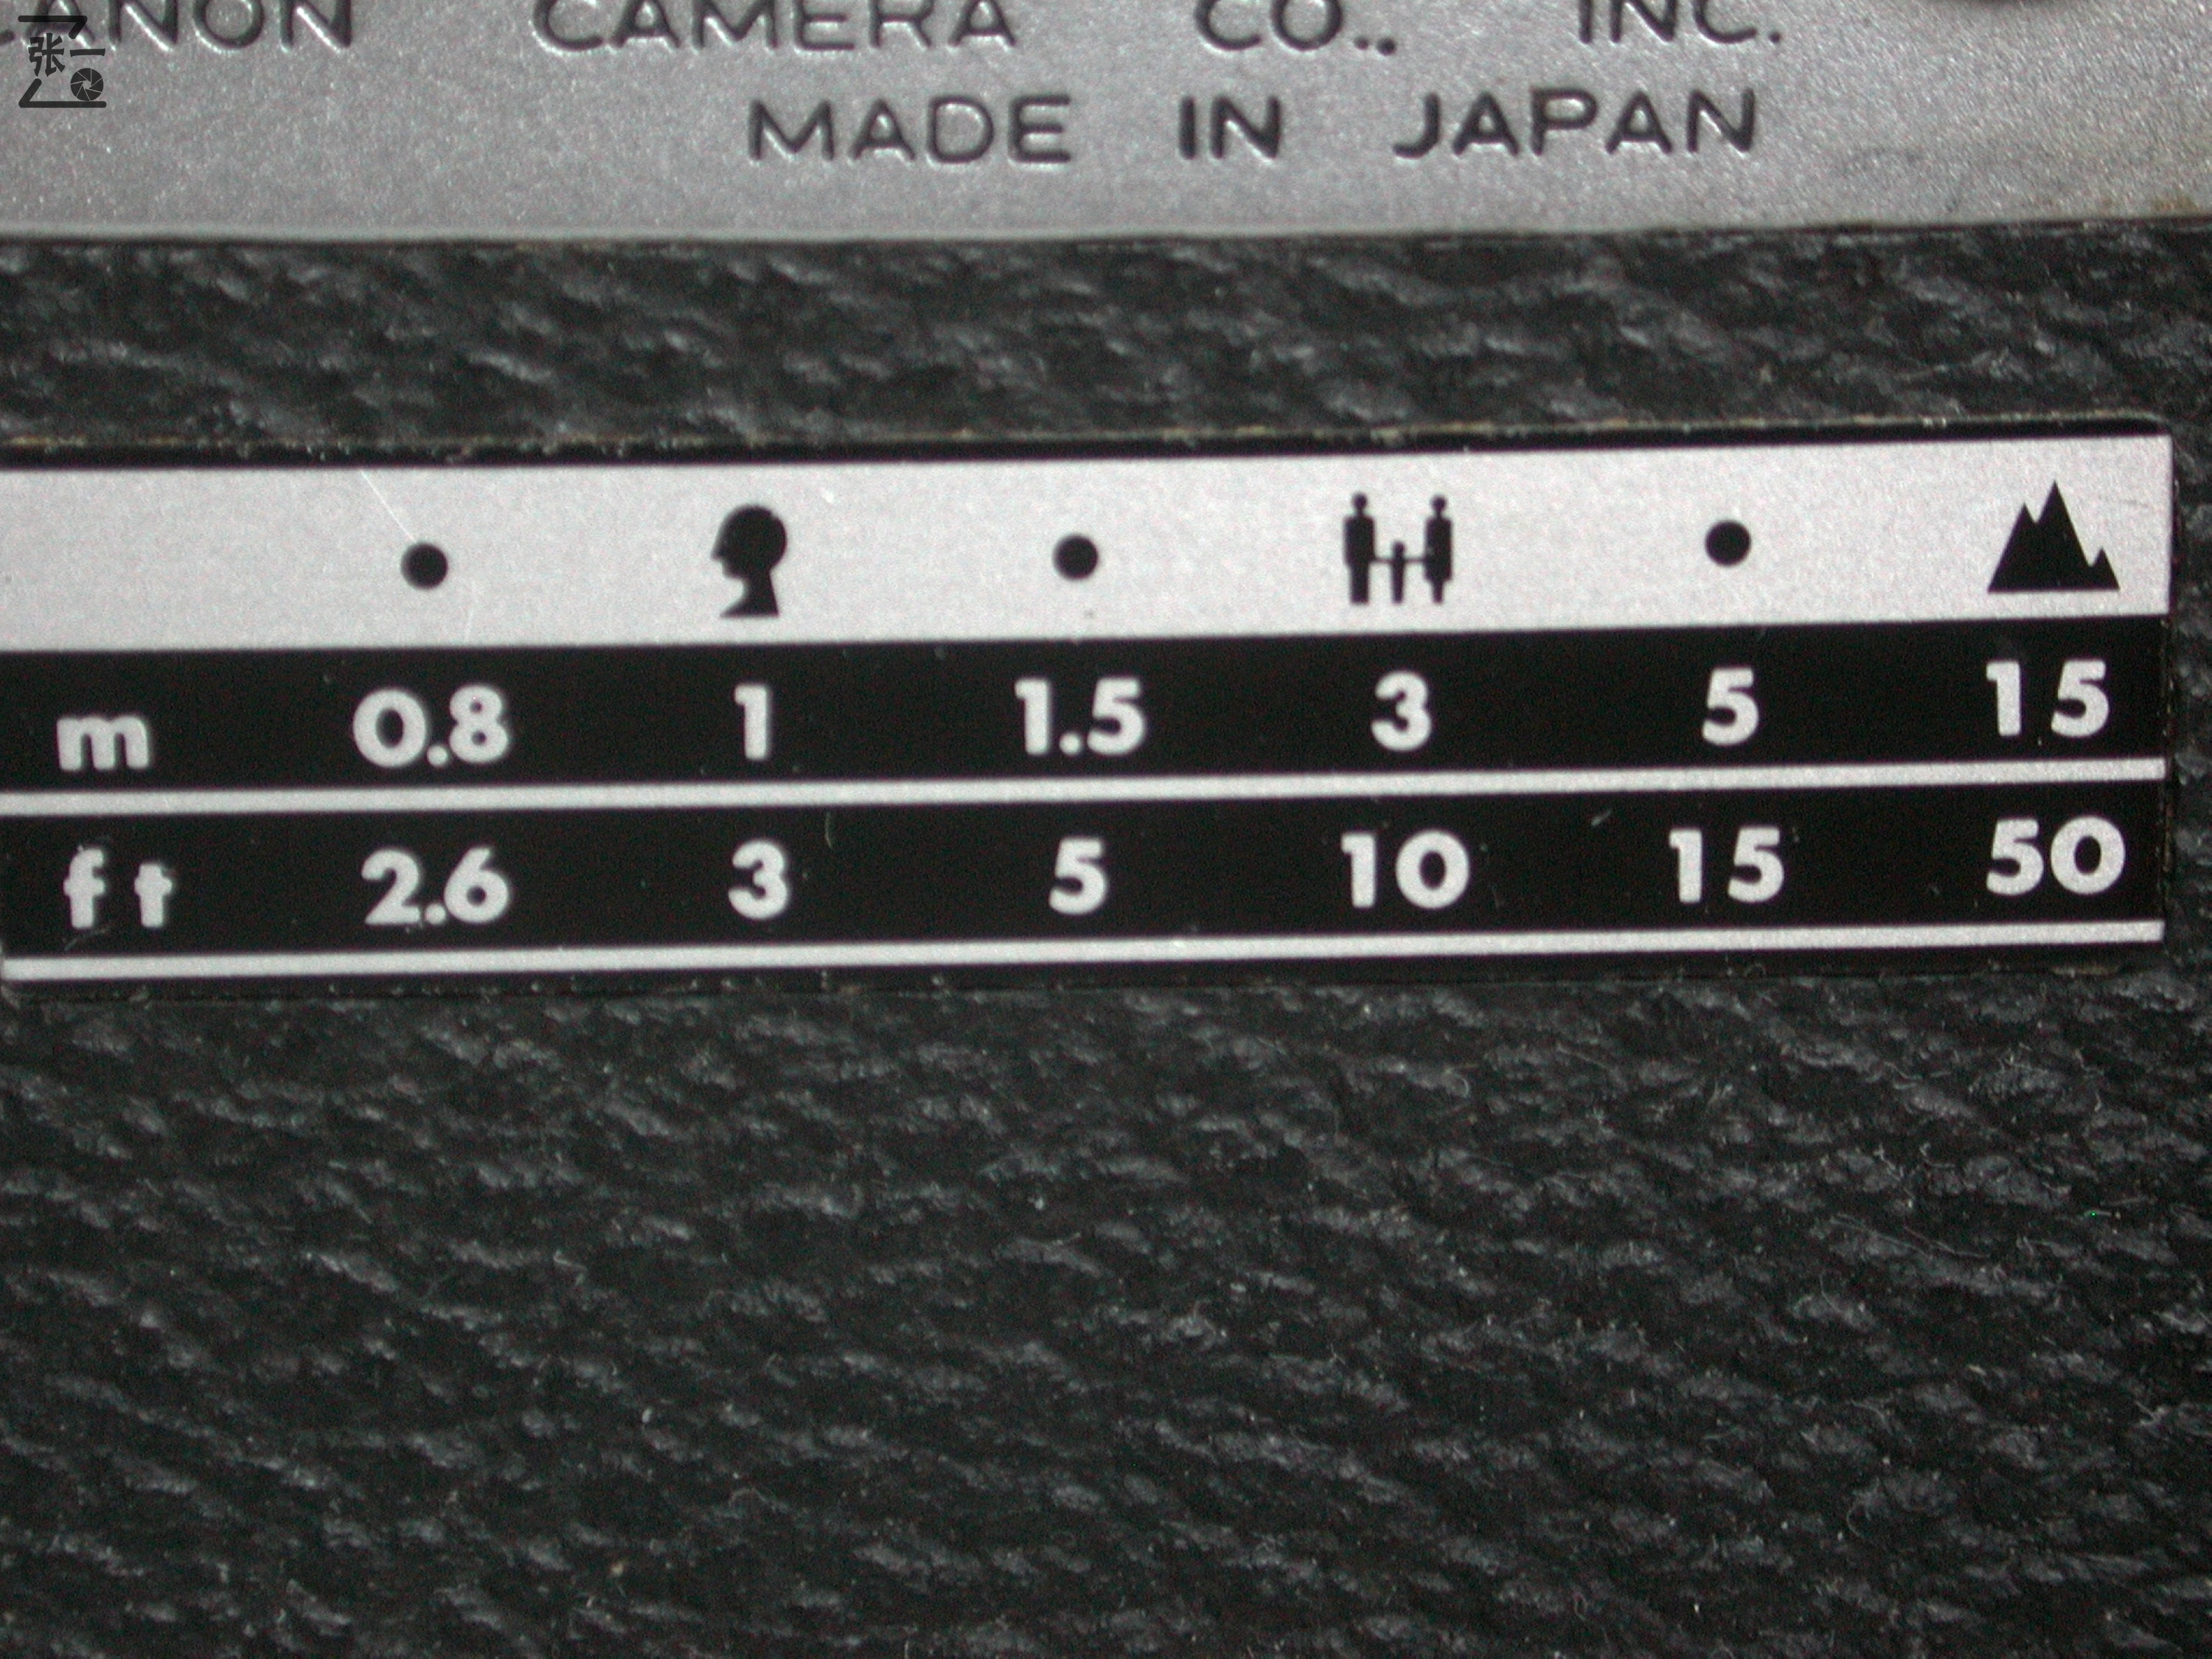 CANON CAMERA CO., INC.
MADE IN JAPAN
张一
m 0.8 1 1.5 3 5 15
ft 2.6 3 5 10 15 50